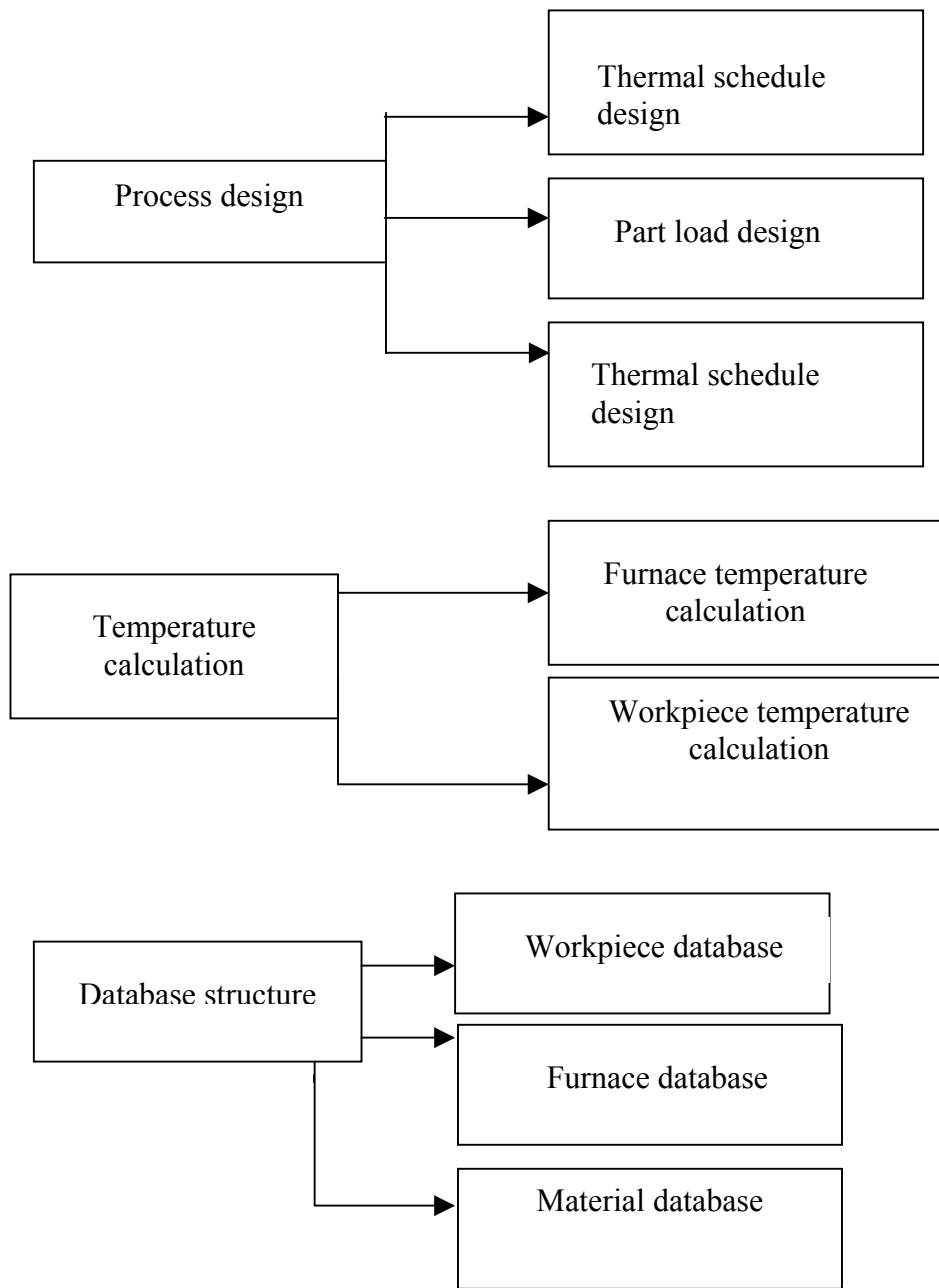 Thermal schedule
design
Process design
Part load design
Thermal schedule
design
Furnace temperature
calculation
Temperature
calculation
Workpiece temperature
calculation
Workpiece database
Database structure
Furnace database
Material database